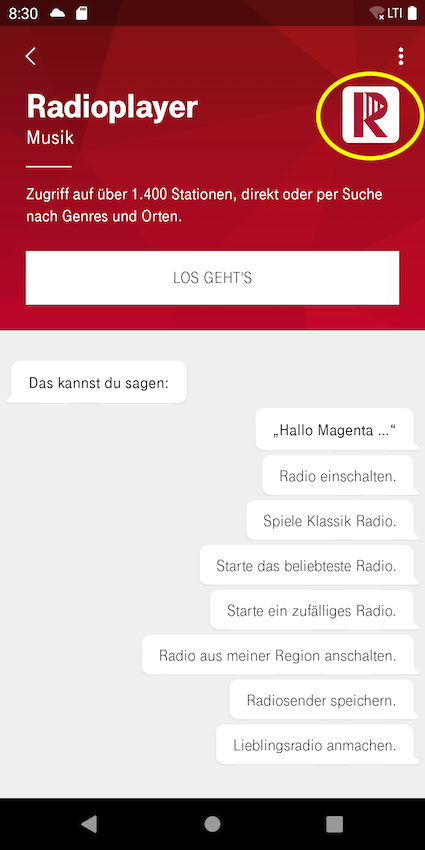 8:30
LTI
Radioplayer
R
Musik
Zugriff auf über 1.400 Stationen, direkt oder per Suche
nach Genres und Orten.
LOS GEHT'S
Das kannst du sagen:
„Hallo Magenta ...“
Radio einschalten.
Spiele Klassik Radio.
Starte das beliebteste Radio.
Starte ein zufälliges Radio.
Radio aus meiner Region anschalten.
Radiosender speichern.
Lieblingsradio anmachen.